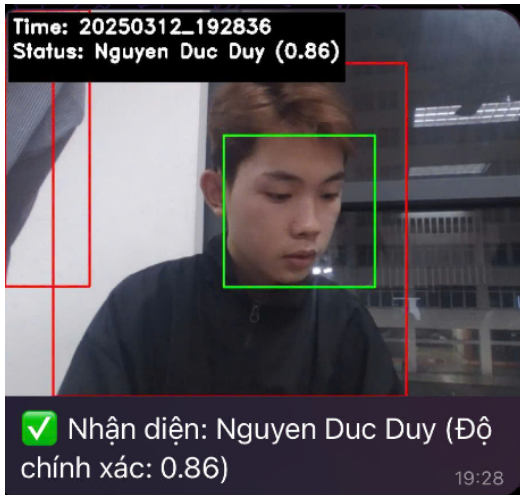 Time: 20250312_192836
Status: Nguyen Duc Duy (0.86)
✅ Nhận diện: Nguyen Duc Duy (Độ
chính xác: 0.86)
19:28